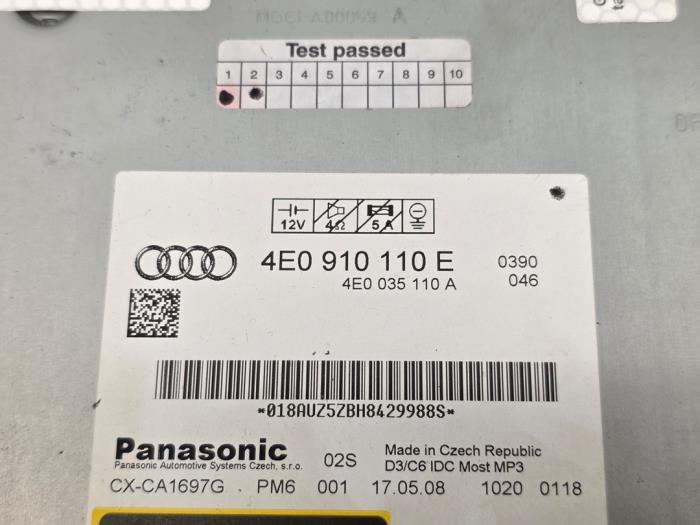 Test passed
1 2 3 4 5 6 7 8 9 10
12V 4Ω 5A
4E0 910 110 E 0390
4E0 035 110 A 046
*018AUZ5ZBH8429988S*
Panasonic 02S Made in Czech Republic
Panasonic Automotive Systems Czech, s.r.o. D3/C6 IDC Most MP3
CX-CA1697G PM6 001 17.05.08 1020 0118